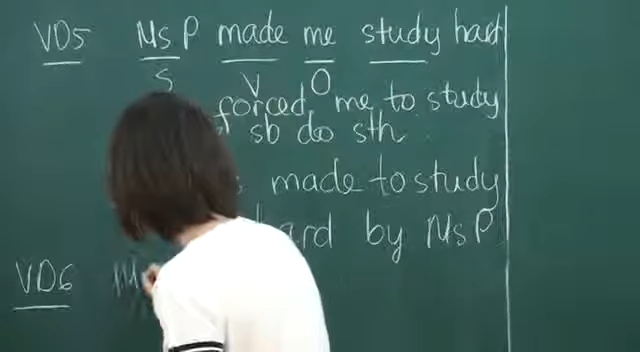 VD5 Ms P made me study hard
S V O
forced me to study
sb do sth
made to study
hard by Ms P
VD6 M